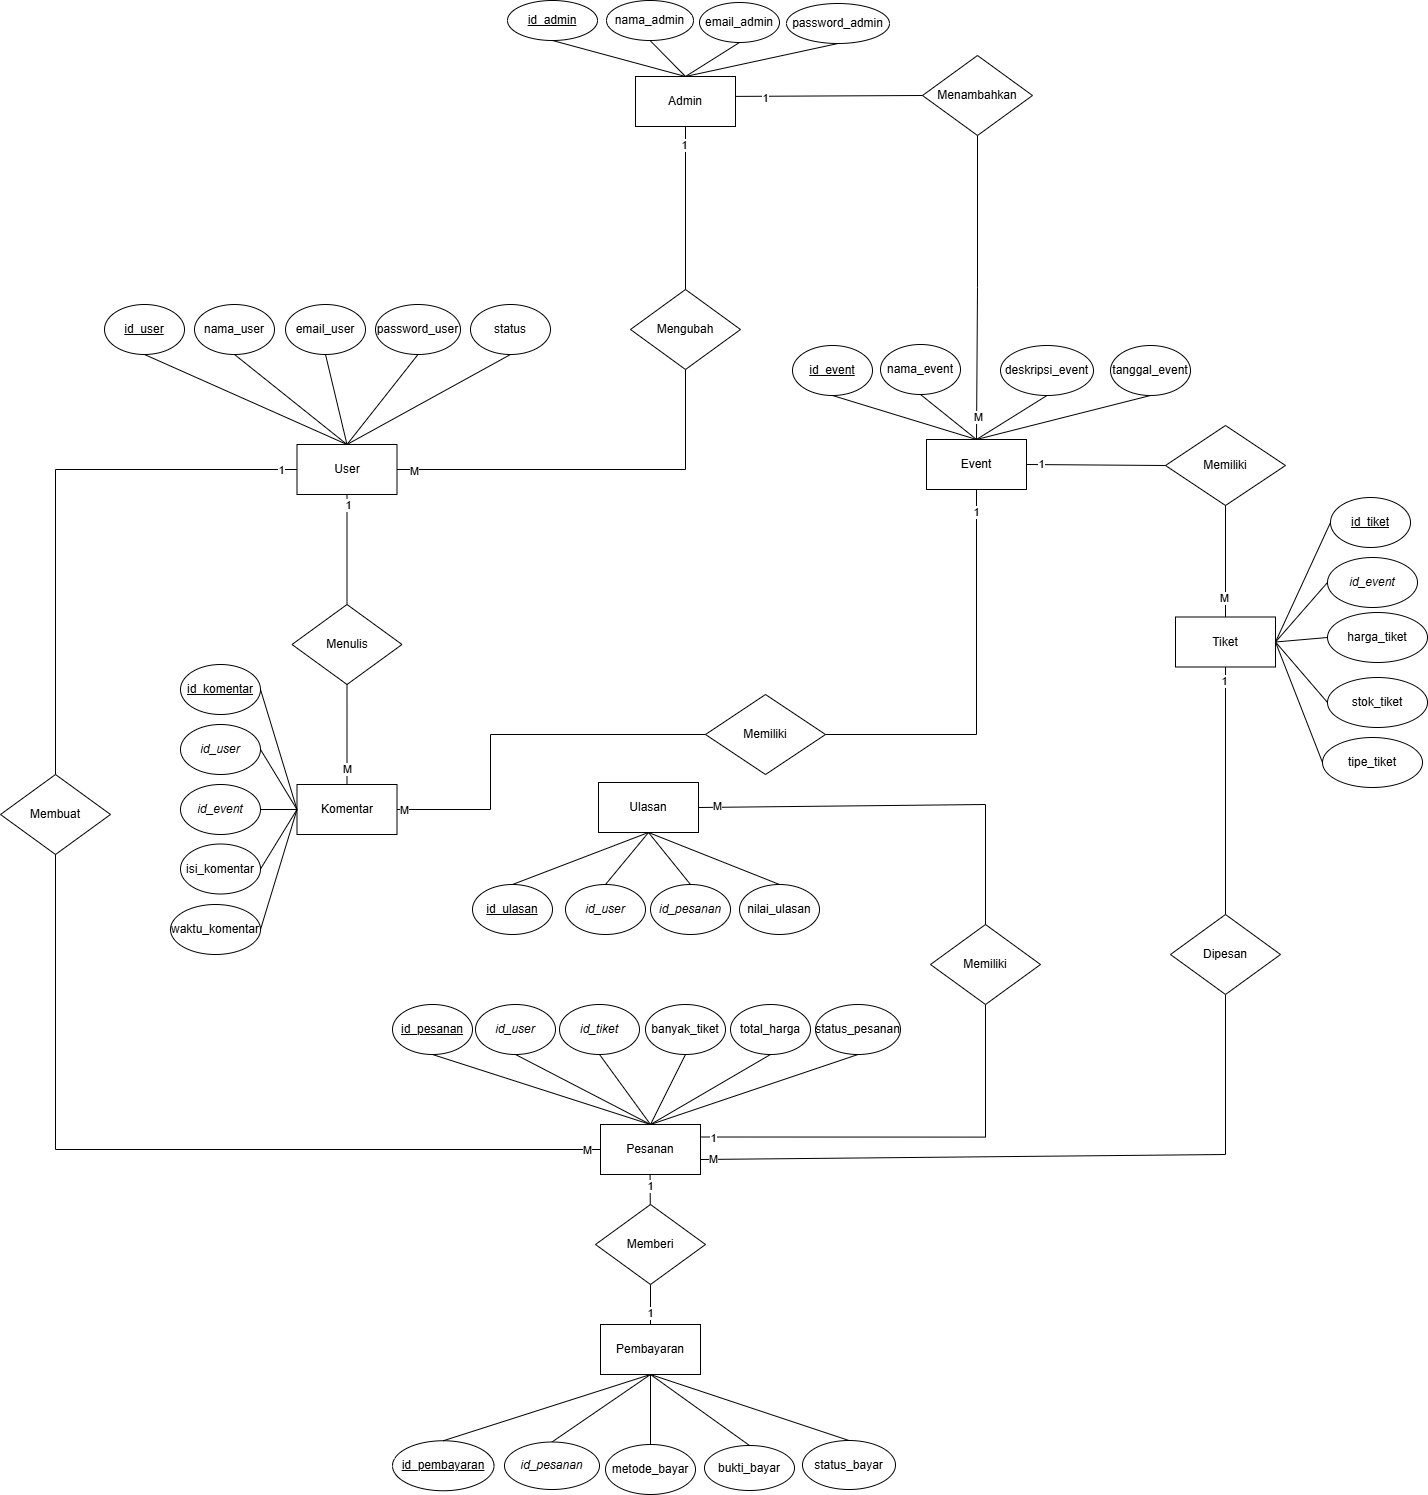 id_admin
nama_admin
email_admin
password_admin
Admin
1
Menambahkan
1
Mengubah
id_user
nama_user
email_user
password_user
status
id_event
nama_event
deskripsi_event
tanggal_event
M
User
1
M
Event
1
Memiliki
1
1
id_tiket
id_event
harga_tiket
stok_tiket
tipe_tiket
M
Tiket
1
Menulis
id_komentar
id_user
id_event
isi_komentar
waktu_komentar
M
Komentar
M
Memiliki
Membuat
Ulasan
M
id_ulasan
id_user
id_pesanan
nilai_ulasan
Memiliki
Dipesan
id_pesanan
id_user
id_tiket
banyak_tiket
total_harga
status_pesanan
M
Pesanan
1
M
1
Memberi
1
Pembayaran
id_pembayaran
id_pesanan
metode_bayar
bukti_bayar
status_bayar